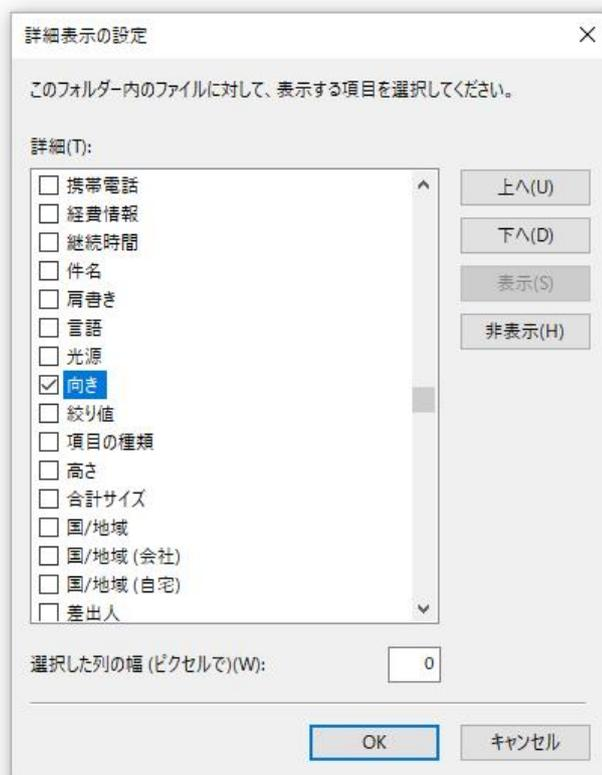 詳細表示の設定
このフォルダー内のファイルに対して、表示する項目を選択してください。
詳細(T):
携帯電話
経費情報
継続時間
件名
肩書き
言語
光源
向き
絞り値
項目の種類
高さ
合計サイズ
国/地域
国/地域 (会社)
国/地域 (自宅)
差出人
上へ(U)
下へ(D)
表示(S)
非表示(H)
選択した列の幅 (ピクセルで)(W):
0
OK
キャンセル